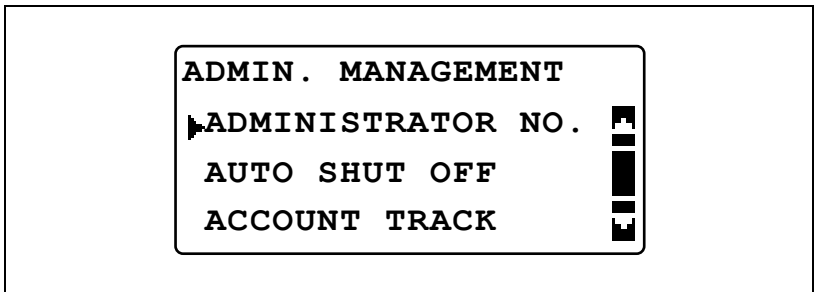 ADMIN. MANAGEMENT
ADMINISTRATOR NO.
AUTO SHUT OFF
ACCOUNT TRACK